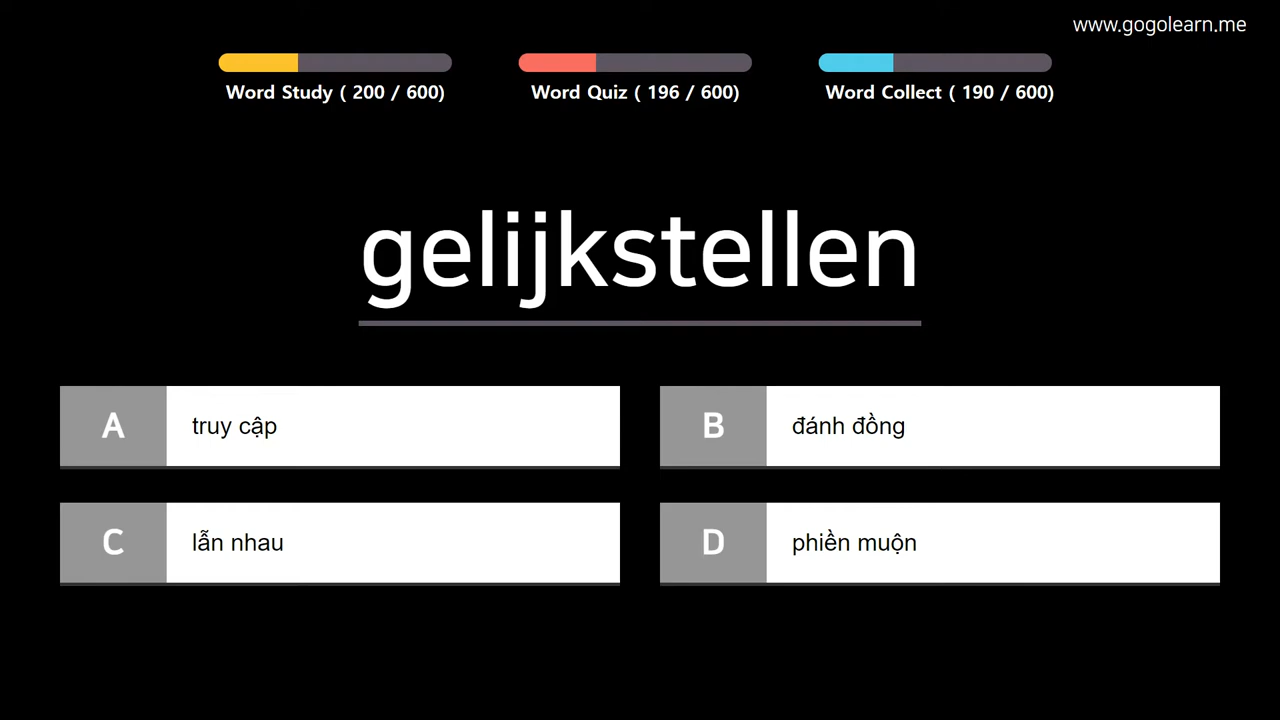 www.gogolearn.me
Word Study ( 200 / 600)
Word Quiz ( 196 / 600)
Word Collect ( 190 / 600)
gelijkstellen
A truy cập
B đánh đồng
C lẫn nhau
D phiền muộn